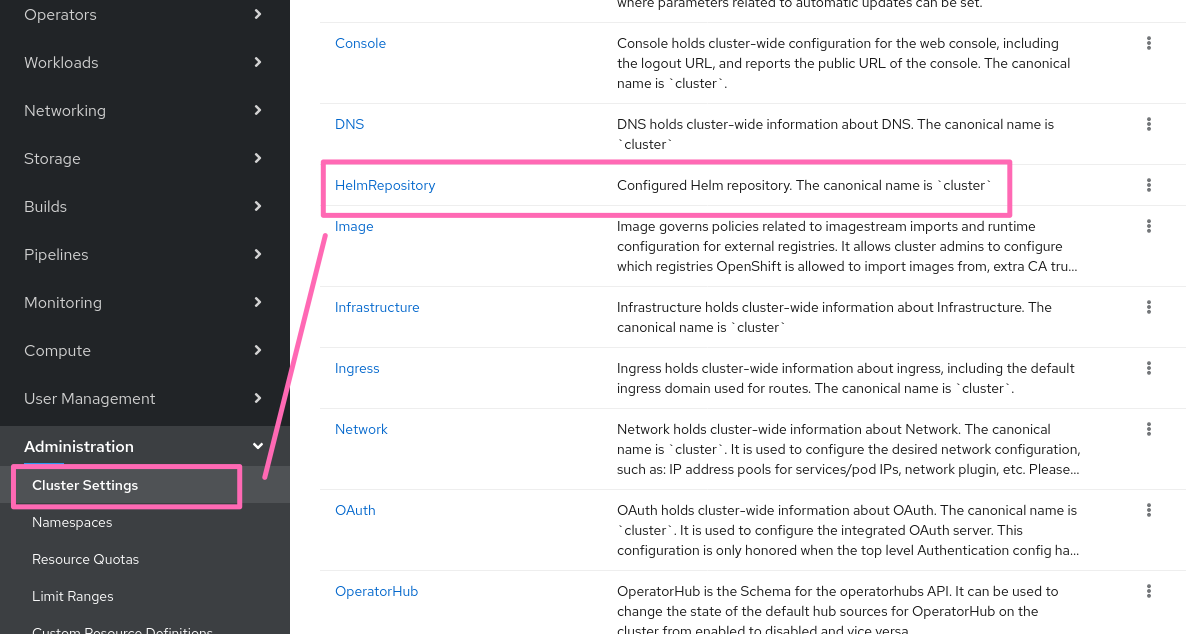 Operators
Workloads
Networking
Storage
Builds
Pipelines
Monitoring
Compute
User Management
Administration
Cluster Settings
Namespaces
Resource Quotas
Limit Ranges
Custom Resource Definitions
where parameters related to automatic updates can be set.
Console
Console holds cluster-wide configuration for the web console, including
the logout URL, and reports the public URL of the console. The canonical
name is `cluster`.
DNS
DNS holds cluster-wide information about DNS. The canonical name is
`cluster`
HelmRepository
Configured Helm repository. The canonical name is `cluster`
Image
Image governs policies related to imagestream imports and runtime
configuration for external registries. It allows cluster admins to configure
which registries OpenShift is allowed to import images from, extra CA tru...
Infrastructure
Infrastructure holds cluster-wide information about Infrastructure. The
canonical name is `cluster`
Ingress
Ingress holds cluster-wide information about ingress, including the default
ingress domain used for routes. The canonical name is `cluster`.
Network
Network holds cluster-wide information about Network. The canonical
name is `cluster`. It is used to configure the desired network configuration,
such as: IP address pools for services/pod IPs, network plugin, etc. Please...
OAuth
OAuth holds cluster-wide information about OAuth. The canonical name is
`cluster`. It is used to configure the integrated OAuth server. This
configuration is only honored when the top level Authentication config ha...
OperatorHub
OperatorHub is the Schema for the operatorhubs API. It can be used to
change the state of the default hub sources for OperatorHub on the
cluster from enabled to disabled and vice versa.